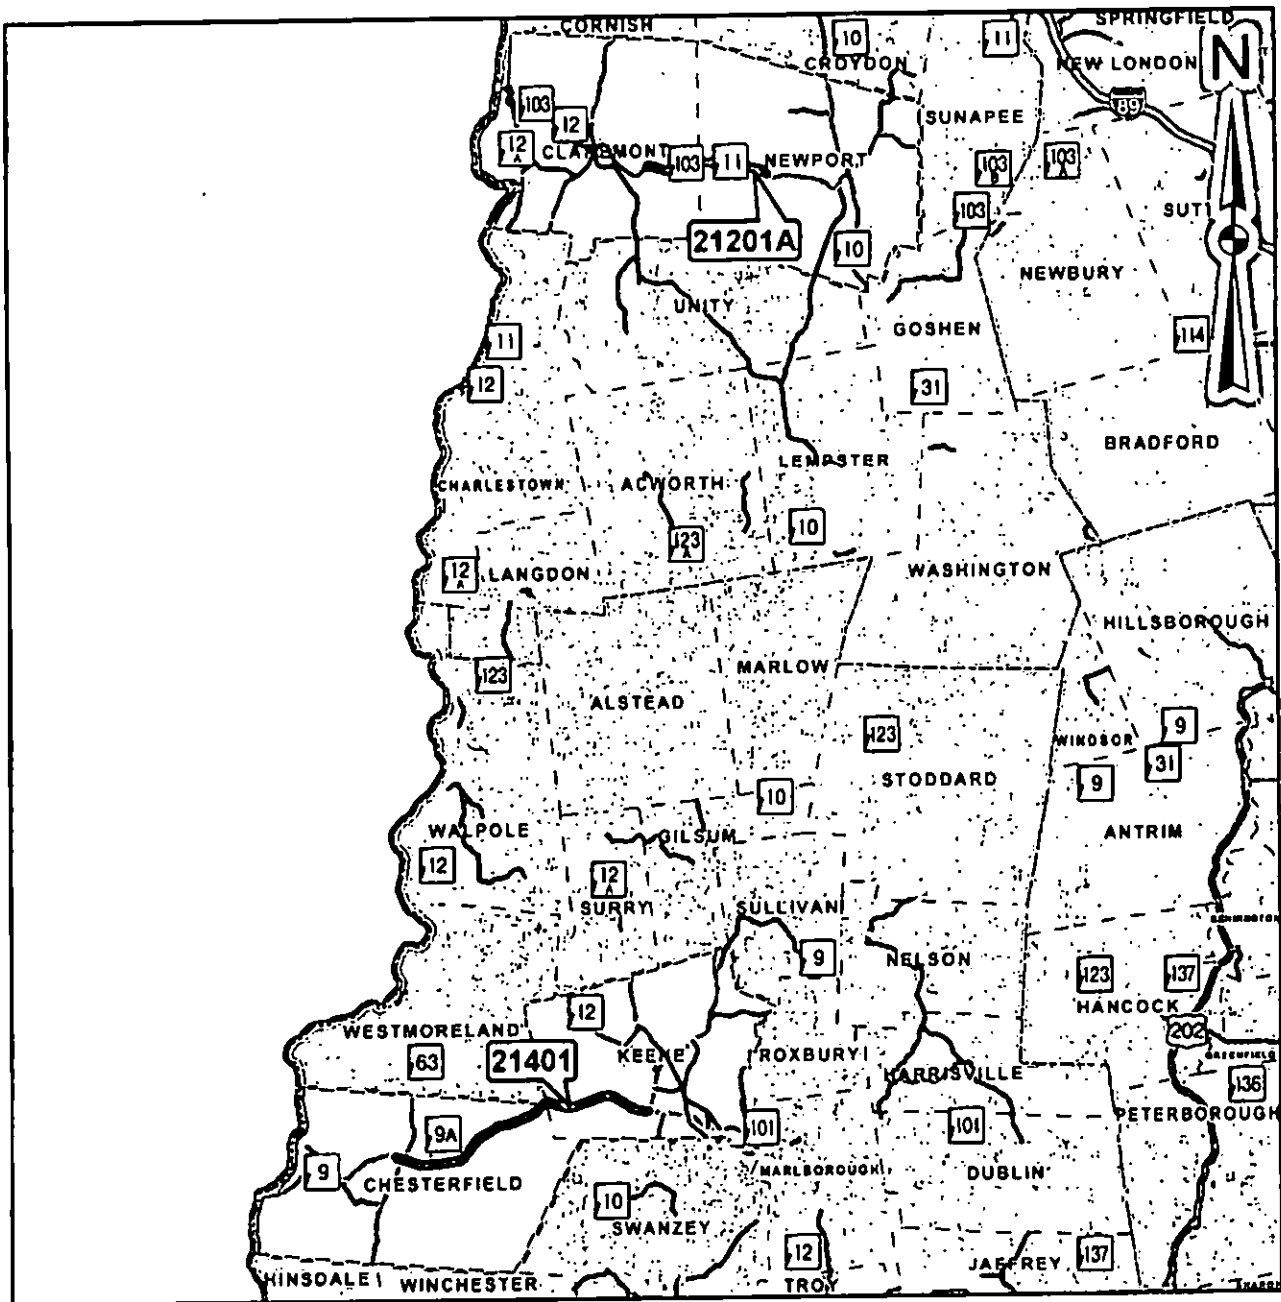 CORNISH
SPRINGFIELD
10
11
CROYDON
NEW LONDON
N
89
103
12
SUNAPEE
12A
CLAREMONT
103
11
NEWPORT
103
B
103
A
103
SUT
21201A
10
NEWBURY
UNITY
GOSHEN
11
114
12
31
BRADFORD
LEMPSTER
CHARLESTOWN
ACWORTH
10
123
A
12
A
LANGDON
WASHINGTON
HILLSBOROUGH
MARLOW
123
ALSTEAD
123
9
WINDSOR
31
STODDARD
9
10
WALPOLE
GILSUM
ANTRIM
12
12
A
SURRY
SULLIVAN
BENNINGTON
9
NELSON
123
137
HANCOCK
12
WESTMORELAND
202
63
21401
KEENE
ROXBURY
GREENFIELD
HARRISVILLE
136
PETERBOROUGH
9A
101
101
9
CHESTERFIELD
MARLBOROUGH
DUBLIN
10
SWANZEY
12
137
JAFFREY
HINSDALE
WINCHESTER
TROY
SHARON